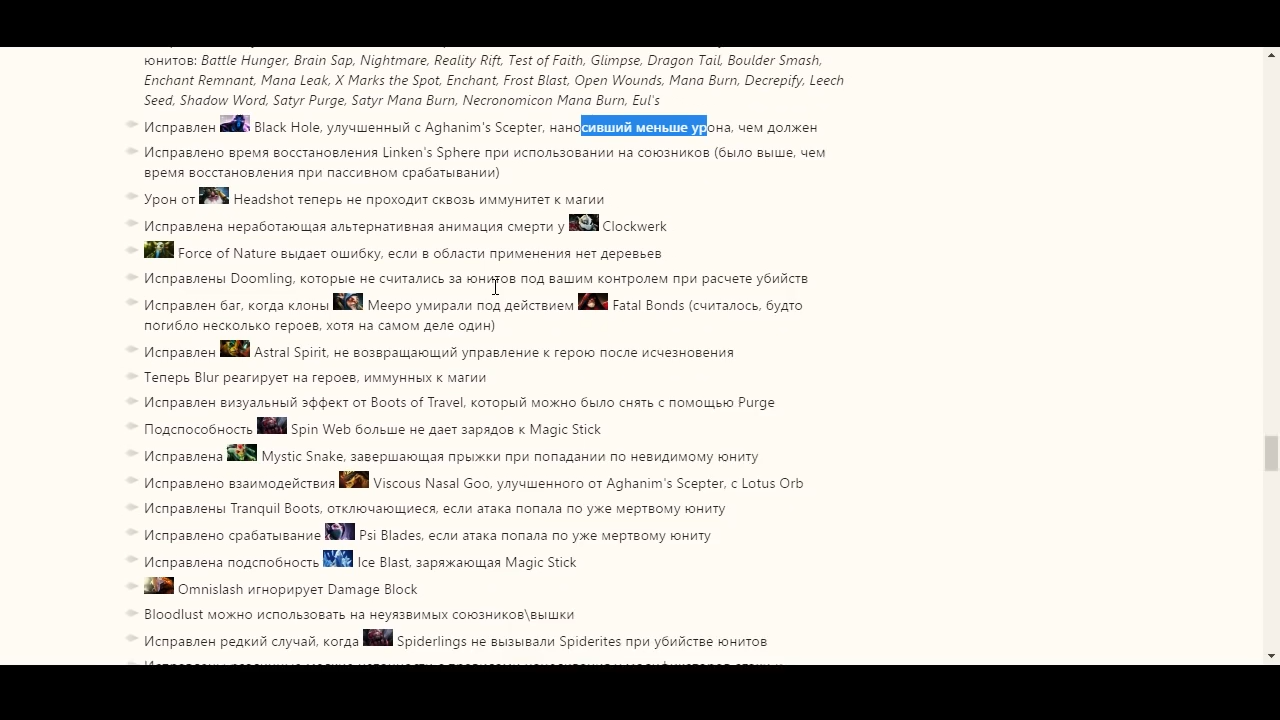 юнитов: Battle Hunger, Brain Sap, Nightmare, Reality Rift, Test of Faith, Glimpse, Dragon Tail, Boulder Smash,
Enchant Remnant, Mana Leak, X Marks the Spot, Enchant, Frost Blast, Open Wounds, Mana Burn, Decrepify, Leech
Seed, Shadow Word, Satyr Purge, Satyr Mana Burn, Necronomicon Mana Burn, Eul's
Исправлен Black Hole, улучшенный с Aghanim's Scepter, наносивший меньше урона, чем должен
Исправлено время восстановления Linken's Sphere при использовании на союзников (было выше, чем
время восстановления при пассивном срабатывании)
Урон от Headshot теперь не проходит сквозь иммунитет к магии
Исправлена неработающая альтернативная анимация смерти у Clockwerk
Force of Nature выдает ошибку, если в области применения нет деревьев
Исправлены Doomling, которые не считались за юнитов под вашим контролем при расчете убийств
Исправлен баг, когда клоны Мееро умирали под действием Fatal Bonds (считалось, будто
погибло несколько героев, хотя на самом деле один)
Исправлен Astral Spirit, не возвращающий управление к герою после исчезновения
Теперь Blur реагирует на героев, иммунных к магии
Исправлен визуальный эффект от Boots of Travel, который можно было снять с помощью Purge
Подспособность Spin Web больше не дает зарядов к Magic Stick
Исправлена Mystic Snake, завершающая прыжки при попадании по невидимому юниту
Исправлено взаимодействия Viscous Nasal Goo, улучшенного от Aghanim's Scepter, с Lotus Orb
Исправлены Tranquil Boots, отключающиеся, если атака попала по уже мертвому юниту
Исправлено срабатывание Psi Blades, если атака попала по уже мертвому юниту
Исправлена подспобность Ice Blast, заряжающая Magic Stick
Omnislash игнорирует Damage Block
Bloodlust можно использовать на неуязвимых союзников\вышки
Исправлен редкий случай, когда Spiderlings не вызывали Spiderites при убийстве юнитов